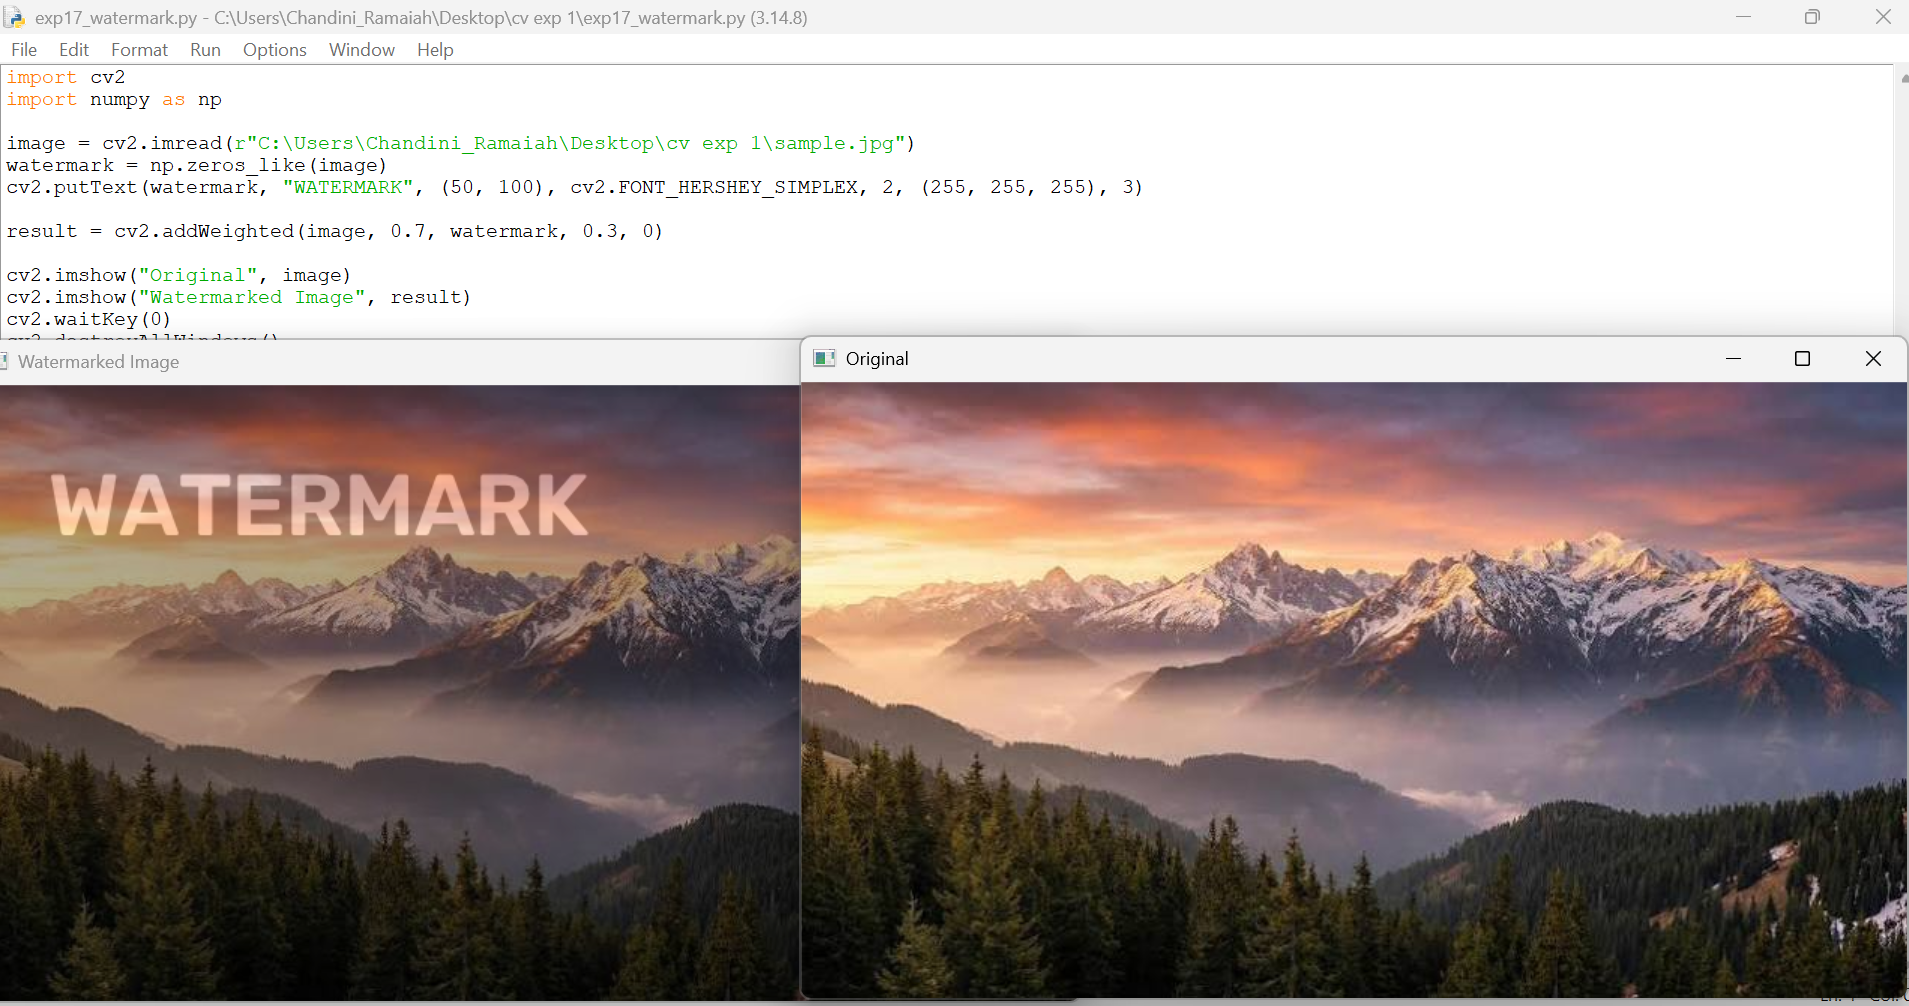 exp17_watermark.py - C:\Users\Chandini_Ramaiah\Desktop\cv exp 1\exp17_watermark.py (3.14.8)
File Edit Format Run Options Window Help
import cv2
import numpy as np
image = cv2.imread(r"C:\Users\Chandini_Ramaiah\Desktop\cv exp 1\sample.jpg")
watermark = np.zeros_like(image)
cv2.putText(watermark, "WATERMARK", (50, 100), cv2.FONT_HERSHEY_SIMPLEX, 2, (255, 255, 255), 3)
result = cv2.addWeighted(image, 0.7, watermark, 0.3, 0)
cv2.imshow("Original", image)
cv2.imshow("Watermarked Image", result)
cv2.waitKey(0)
cv2.destroyAllWindows()
Watermarked Image
Original
WATERMARK